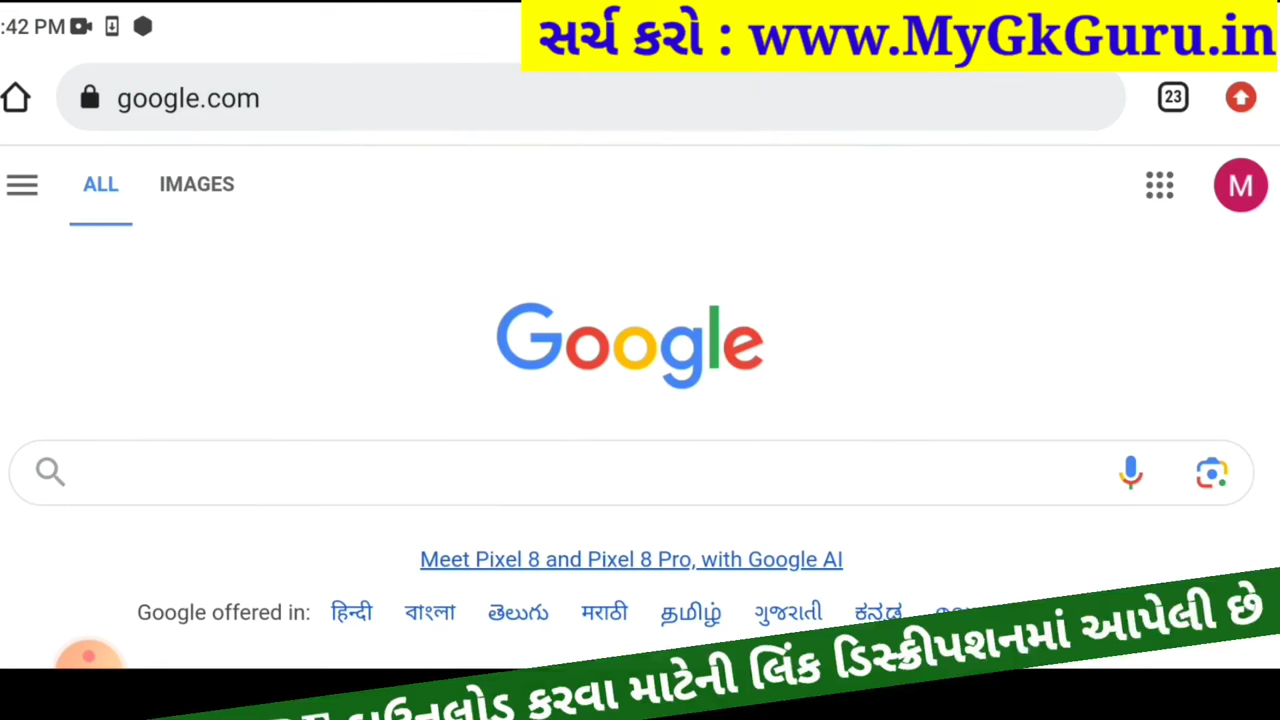 :42 PM
સર્ચ કરો : www.MyGkGuru.in
google.com
23
ALL IMAGES
M
Google
Meet Pixel 8 and Pixel 8 Pro, with Google AI
Google offered in: हिन्दी বাংলা తెలుగు मराठी தமிழ் ગુજરાતી ಕನ್ನಡ
ડાઉનલોડ કરવા માટેની લિંક ડિસ્ક્રીપશનમાં આપેલી છે